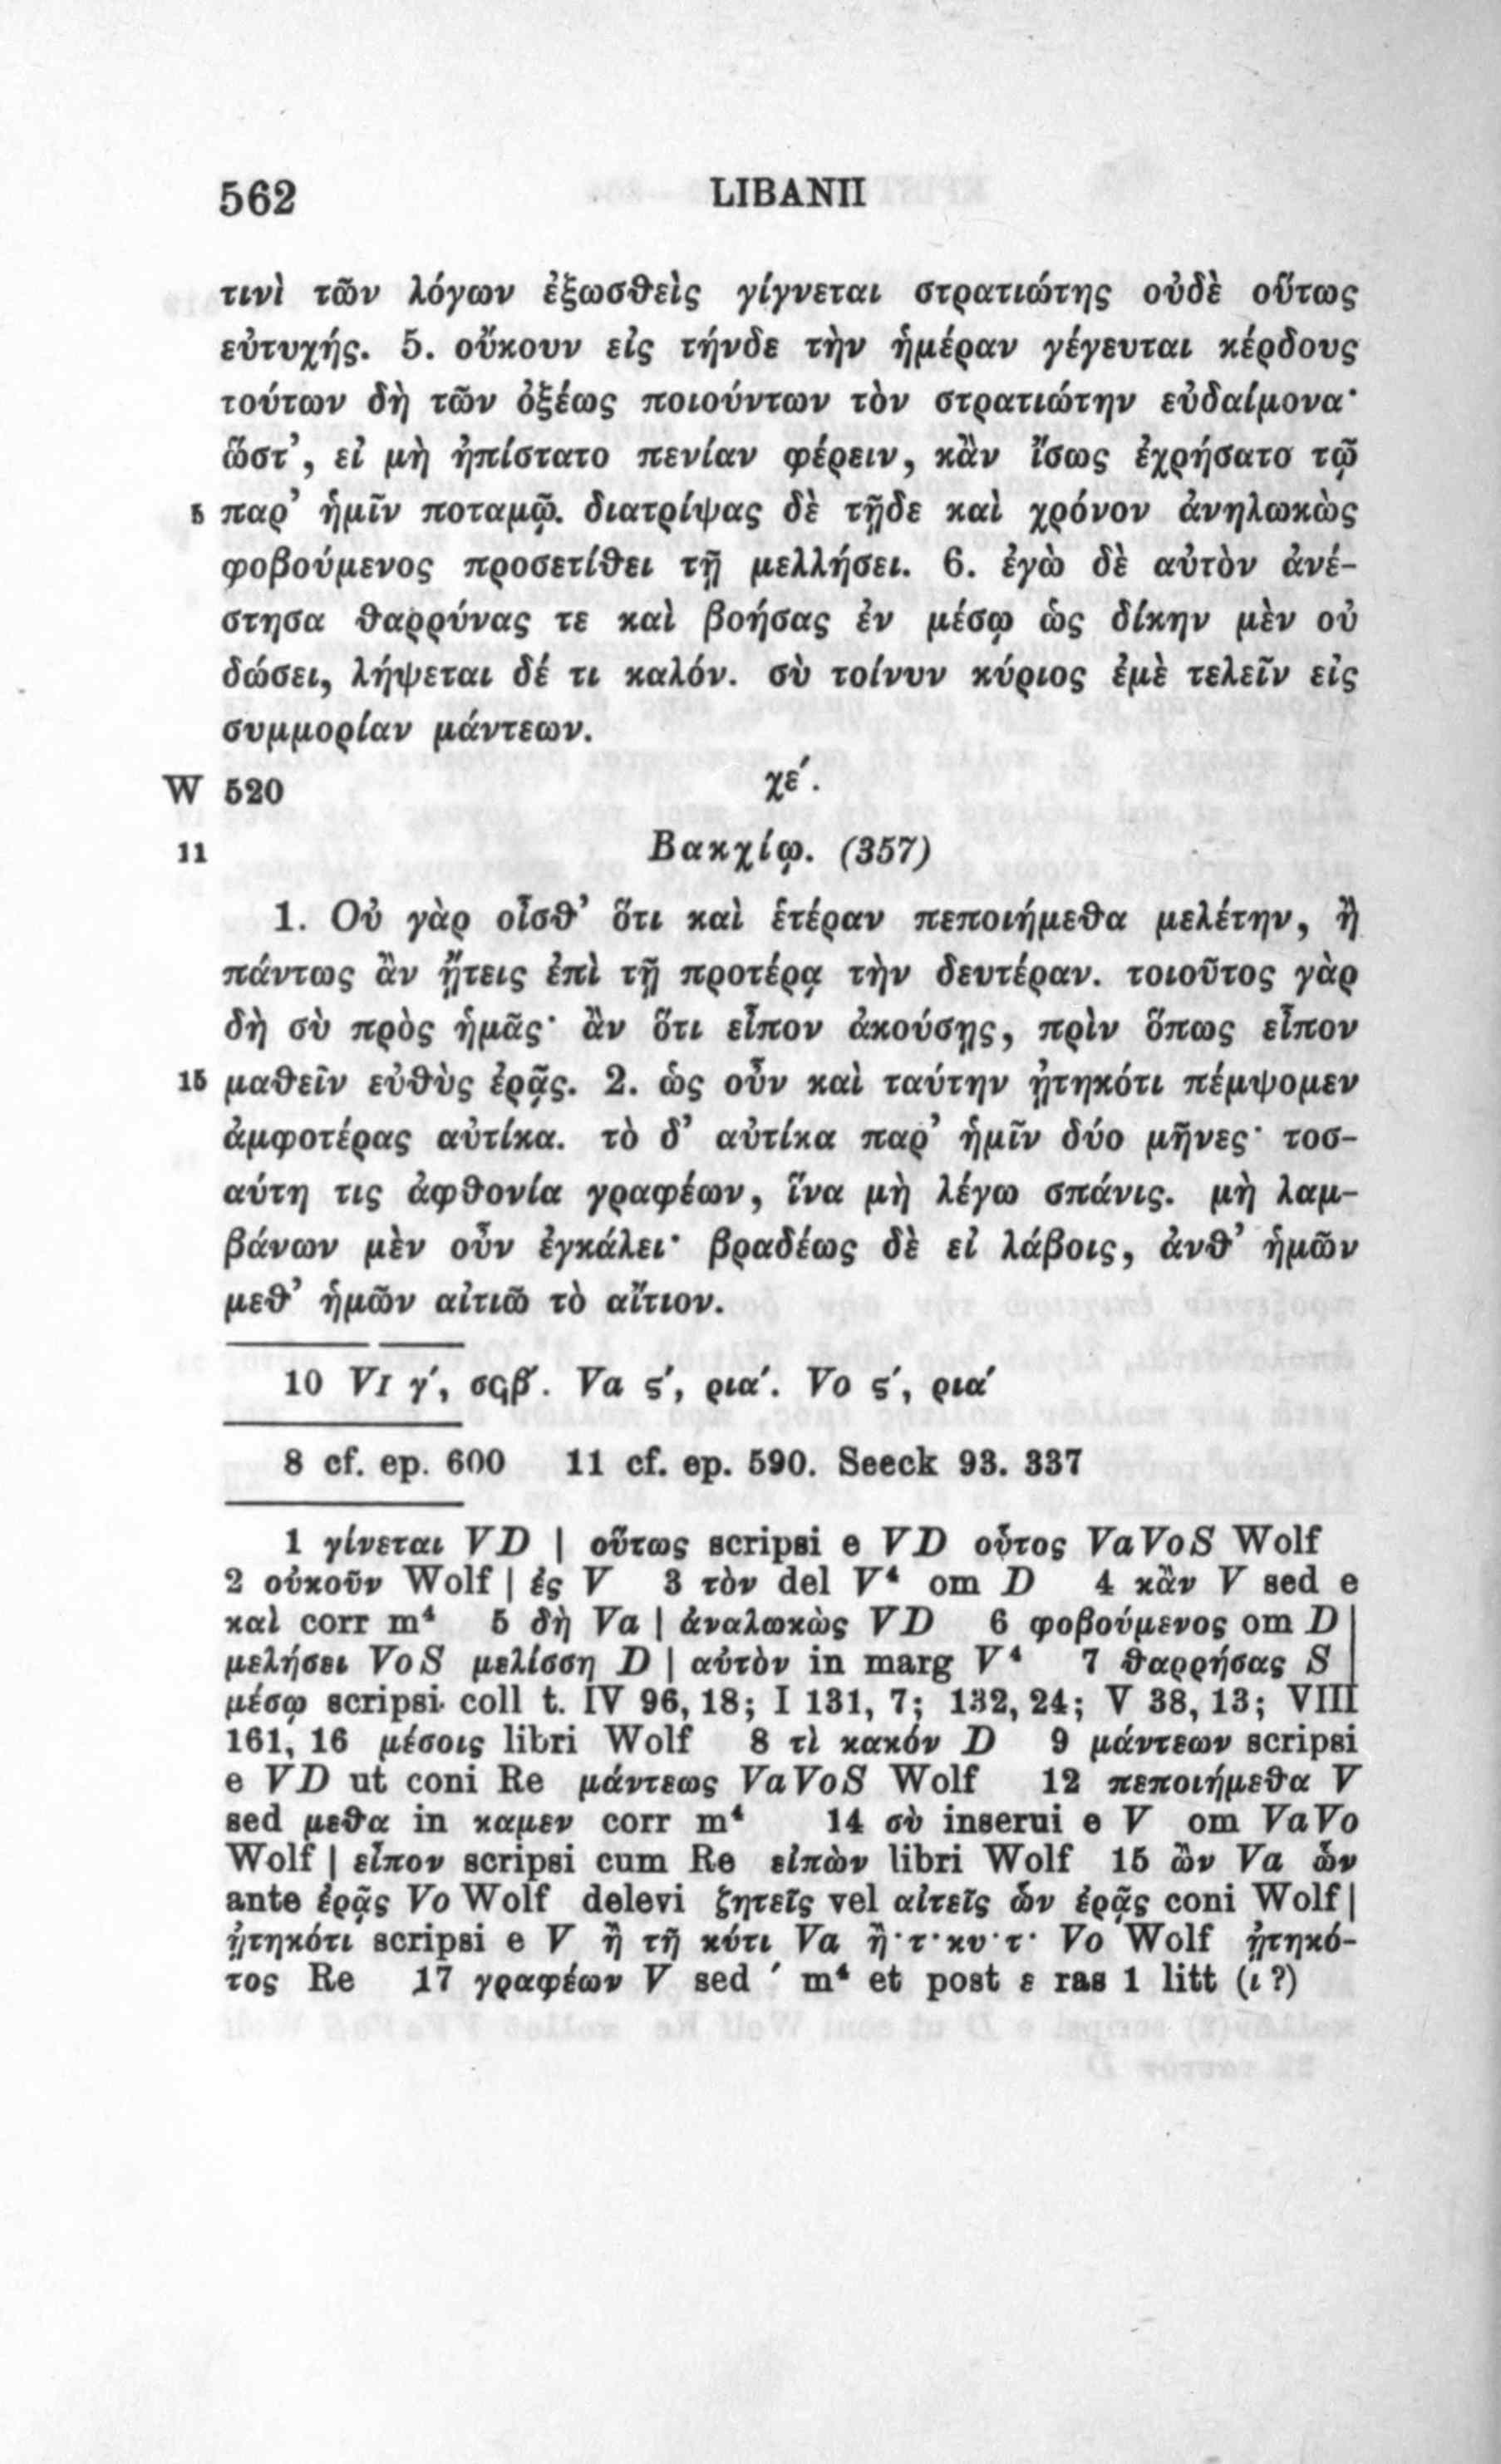 562 LIBANII
τινὶ τῶν λόγων ἐξωσθεὶς γίγνεται στρατιώτης οὐδὲ οὕτως
εὐτυχής. 5. οὔκουν εἰς τήνδε τὴν ἡμέραν γέγευται κέρδους
τούτων δὴ τῶν ὀξέως ποιούντων τὸν στρατιώτην εὐδαίμονα·
ὥστ’, εἰ μὴ ἠπίστατο πενίαν φέρειν, κἂν ἴσως ἐχρήσατο τῷ
5 παρ’ ἡμῖν ποταμῷ. διατρίψας δὲ τῇδε καὶ χρόνον ἀνηλωκὼς
φοβούμενος προσετίθει τῇ μελλήσει. 6. ἐγὼ δὲ αὐτὸν ἀνέ-
στησα θαρρύνας τε καὶ βοήσας ἐν μέσῳ ὡς δίκην μὲν οὐ
δώσει, λήψεται δέ τι καλόν. σὺ τοίνυν κύριος ἐμὲ τελεῖν εἰς
συμμορίαν μάντεων.
W 520 χε΄.
11 Βακχίῳ. (357)
1. Οὐ γὰρ οἶσθ’ ὅτι καὶ ἑτέραν πεποιήμεθα μελέτην, ἢ
πάντως ἂν ᾔτεις ἐπὶ τῇ προτέρᾳ τὴν δευτέραν. τοιοῦτος γὰρ
δὴ σὺ πρὸς ἡμᾶς· ἂν ὅτι εἶπον ἀκούσῃς, πρὶν ὅπως εἶπον
15 μαθεῖν εὐθὺς ἐρᾷς. 2. ὡς οὖν καὶ ταύτην ᾐτηκότι πέμψομεν
ἀμφοτέρας αὐτίκα. τὸ δ’ αὐτίκα παρ’ ἡμῖν δύο μῆνες· τοσ-
αύτη τις ἀφθονία γραφέων, ἵνα μὴ λέγω σπάνις. μὴ λαμ-
βάνων μὲν οὖν ἐγκάλει· βραδέως δὲ εἰ λάβοις, ἀνθ’ ἡμῶν
μεθ’ ἡμῶν αἰτιῶ τὸ αἴτιον.
10 VI γ΄, σϟβ΄. Va ϛ΄, ρια΄. Vo ϛ΄, ρια΄
8 cf. ep. 600 11 cf. ep. 590. Seeck 93. 337
1 γίνεται VD | οὕτως scripsi e VD οὗτος VaVoS Wolf
2 οὐκοῦν Wolf | ἐς V 3 τὸν del V⁴ om D 4 κἂν V sed e
καὶ corr m⁴ 5 δὴ Va | ἀναλωκὼς VD 6 φοβούμενος om D |
μελήσει VoS μελίσσῃ D | αὐτὸν in marg V⁴ 7 θαρρήσας S |
μέσῳ scripsi coll t. IV 96, 18; I 131, 7; 132, 24; V 38, 13; VIII
161, 16 μέσοις libri Wolf 8 τὶ κακόν D 9 μάντεων scripsi
e VD ut coni Re μάντεως VaVoS Wolf 12 πεποιήμεθα V
sed μεθα in καμεν corr m⁴ 14 σὺ inserui e V om VaVo
Wolf | εἶπον scripsi cum Re εἰπὼν libri Wolf 15 ὢν Va ὧν
ante ἐρᾷς Vo Wolf delevi ζητεῖς vel αἰτεῖς ὧν ἐρᾷς coni Wolf |
ᾐτηκότι scripsi e V ἢ τῇ κύτι Va ἢ·τ·κυ·τ· Vo Wolf ᾐτηκό-
τος Re 17 γραφέων V sed ΄ m⁴ et post ε ras 1 litt (ι?)